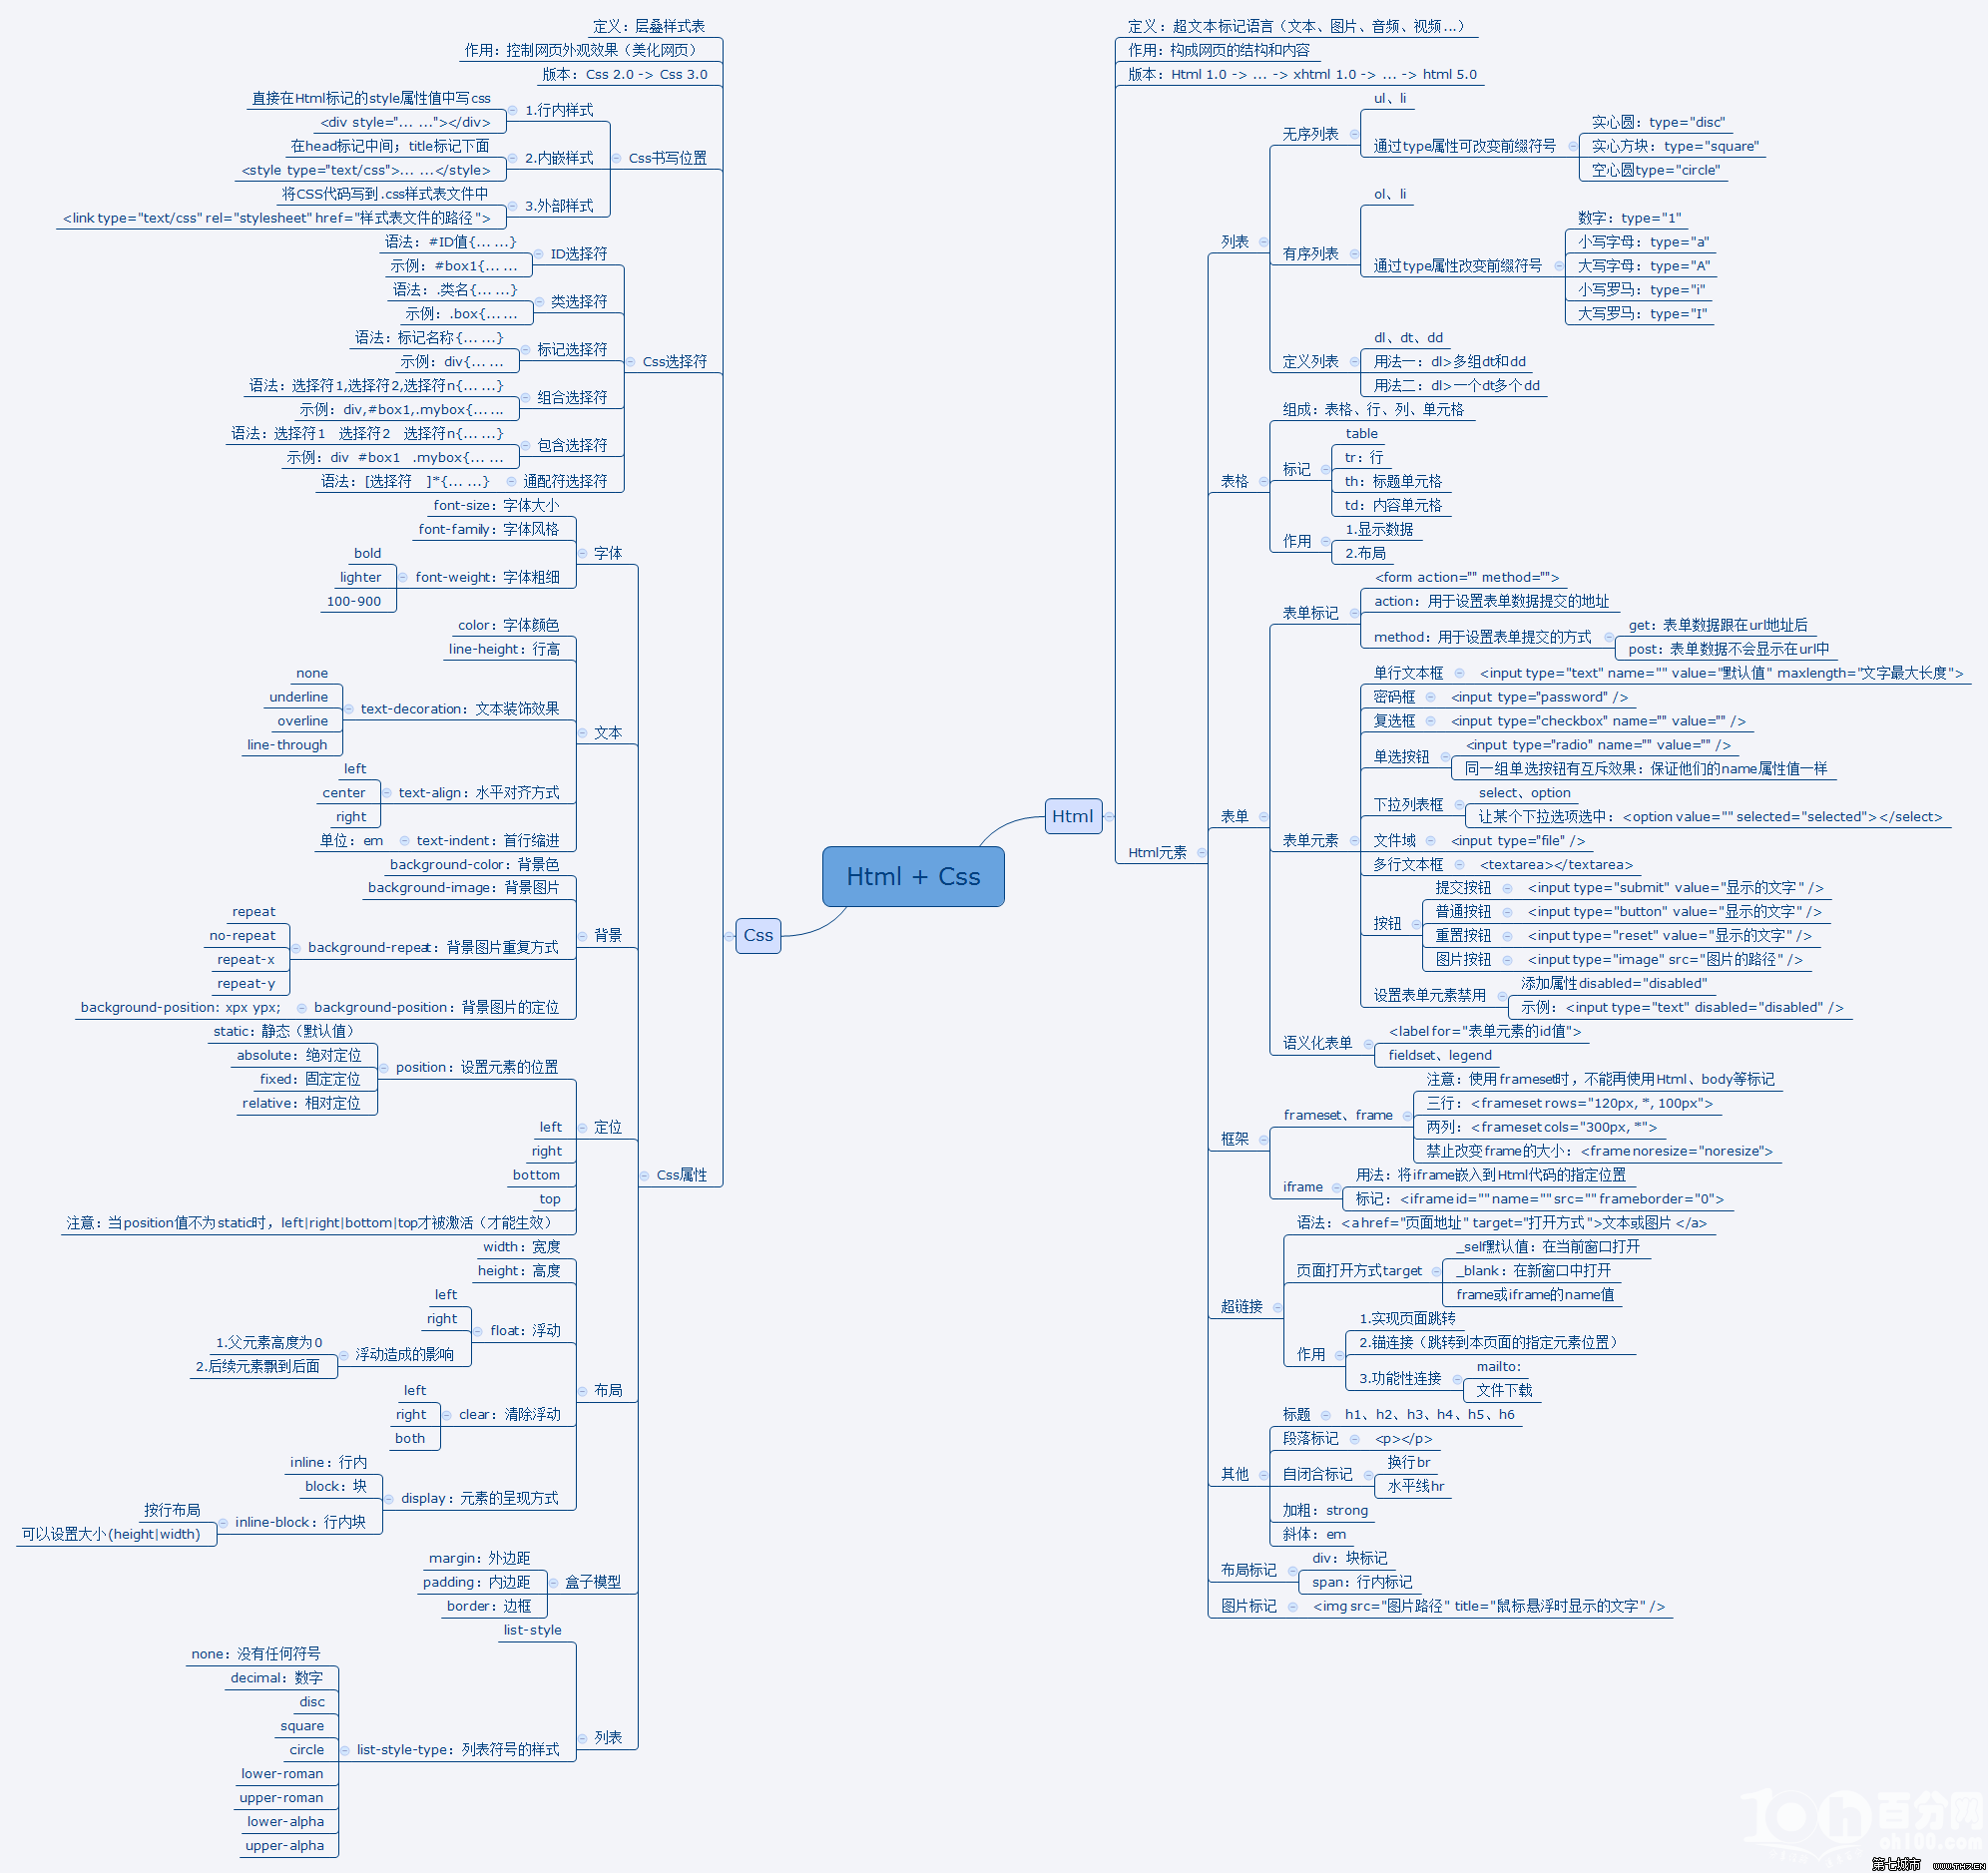 Html + Css
Html
定义：超文本标记语言（文本、图片、音频、视频...）
作用：构成网页的结构和内容
版本：Html 1.0 -> ... -> xhtml 1.0 -> ... -> html 5.0
Html元素
列表
无序列表
ul、li
通过type属性可改变前缀符号
实心圆：type="disc"
实心方块：type="square"
空心圆type="circle"
有序列表
ol、li
通过type属性改变前缀符号
数字：type="1"
小写字母：type="a"
大写字母：type="A"
小写罗马：type="i"
大写罗马：type="I"
定义列表
dl、dt、dd
用法一：dl>多组dt和dd
用法二：dl>一个dt多个dd
表格
组成：表格、行、列、单元格
标记
table
tr：行
th：标题单元格
td：内容单元格
作用
1.显示数据
2.布局
表单
表单标记
<form action="" method="">
action：用于设置表单数据提交的地址
method：用于设置表单提交的方式
get：表单数据跟在url地址后
post：表单数据不会显示在url中
表单元素
单行文本框
<input type="text" name="" value="默认值" maxlength="文字最大长度">
密码框
<input type="password" />
复选框
<input type="checkbox" name="" value="" />
单选按钮
<input type="radio" name="" value="" />
同一组单选按钮有互斥效果：保证他们的name属性值一样
下拉列表框
select、option
让某个下拉选项选中：<option value="" selected="selected"></select>
文件域
<input type="file" />
多行文本框
<textarea></textarea>
按钮
提交按钮
<input type="submit" value="显示的文字" />
普通按钮
<input type="button" value="显示的文字" />
重置按钮
<input type="reset" value="显示的文字" />
图片按钮
<input type="image" src="图片的路径" />
设置表单元素禁用
添加属性disabled="disabled"
示例：<input type="text" disabled="disabled" />
语义化表单
<label for="表单元素的id值">
fieldset、legend
框架
frameset、frame
注意：使用frameset时，不能再使用Html、body等标记
三行：<frameset rows="120px, *, 100px">
两列：<frameset cols="300px, *">
禁止改变frame的大小：<frame noresize="noresize">
iframe
用法：将iframe嵌入到Html代码的指定位置
标记：<iframe id="" name="" src="" frameborder="0">
超链接
语法：<a href="页面地址" target="打开方式">文本或图片</a>
页面打开方式target
_self默认值：在当前窗口打开
_blank：在新窗口中打开
frame或iframe的name值
作用
1.实现页面跳转
2.锚连接（跳转到本页面的指定元素位置）
3.功能性连接
mailto:
文件下载
其他
标题
h1、h2、h3、h4、h5、h6
段落标记
<p></p>
自闭合标记
换行br
水平线hr
加粗：strong
斜体：em
布局标记
div：块标记
span：行内标记
图片标记
<img src="图片路径" title="鼠标悬浮时显示的文字" />
Css
定义：层叠样式表
作用：控制网页外观效果（美化网页）
版本：Css 2.0 -> Css 3.0
Css书写位置
1.行内样式
直接在Html标记的style属性值中写css
<div style="... ..."></div>
2.内嵌样式
在head标记中间；title标记下面
<style type="text/css">... ...</style>
3.外部样式
将CSS代码写到.css样式表文件中
<link type="text/css" rel="stylesheet" href="样式表文件的路径">
Css选择符
ID选择符
语法：#ID值{... ...}
示例：#box1{... ...
类选择符
语法：.类名{... ...}
示例：.box{... ...
标记选择符
语法：标记名称{... ...}
示例：div{... ...
组合选择符
语法：选择符1,选择符2,选择符n{... ...}
示例：div,#box1,.mybox{... ...
包含选择符
语法：选择符1 选择符2 选择符n{... ...}
示例：div #box1 .mybox{... ...
通配符选择符
语法：[选择符 ]*{... ...}
Css属性
字体
font-size：字体大小
font-family：字体风格
font-weight：字体粗细
bold
lighter
100-900
文本
color：字体颜色
line-height：行高
text-decoration：文本装饰效果
none
underline
overline
line-through
text-align：水平对齐方式
left
center
right
text-indent：首行缩进
单位：em
背景
background-color：背景色
background-image：背景图片
background-repeat：背景图片重复方式
repeat
no-repeat
repeat-x
repeat-y
background-position：背景图片的定位
background-position: xpx ypx;
定位
position：设置元素的位置
static：静态（默认值）
absolute：绝对定位
fixed：固定定位
relative：相对定位
left
right
bottom
top
注意：当position值不为static时，left|right|bottom|top才被激活（才能生效）
布局
width：宽度
height：高度
float：浮动
left
right
浮动造成的影响
1.父元素高度为0
2.后续元素飘到后面
clear：清除浮动
left
right
both
display：元素的呈现方式
inline：行内
block：块
inline-block：行内块
按行布局
可以设置大小(height|width)
盒子模型
margin：外边距
padding：内边距
border：边框
列表
list-style
list-style-type：列表符号的样式
none：没有任何符号
decimal：数字
disc
square
circle
lower-roman
upper-roman
lower-alpha
upper-alpha
10h 百分网
oh100.com
第七城市 WWW.TH7.CN